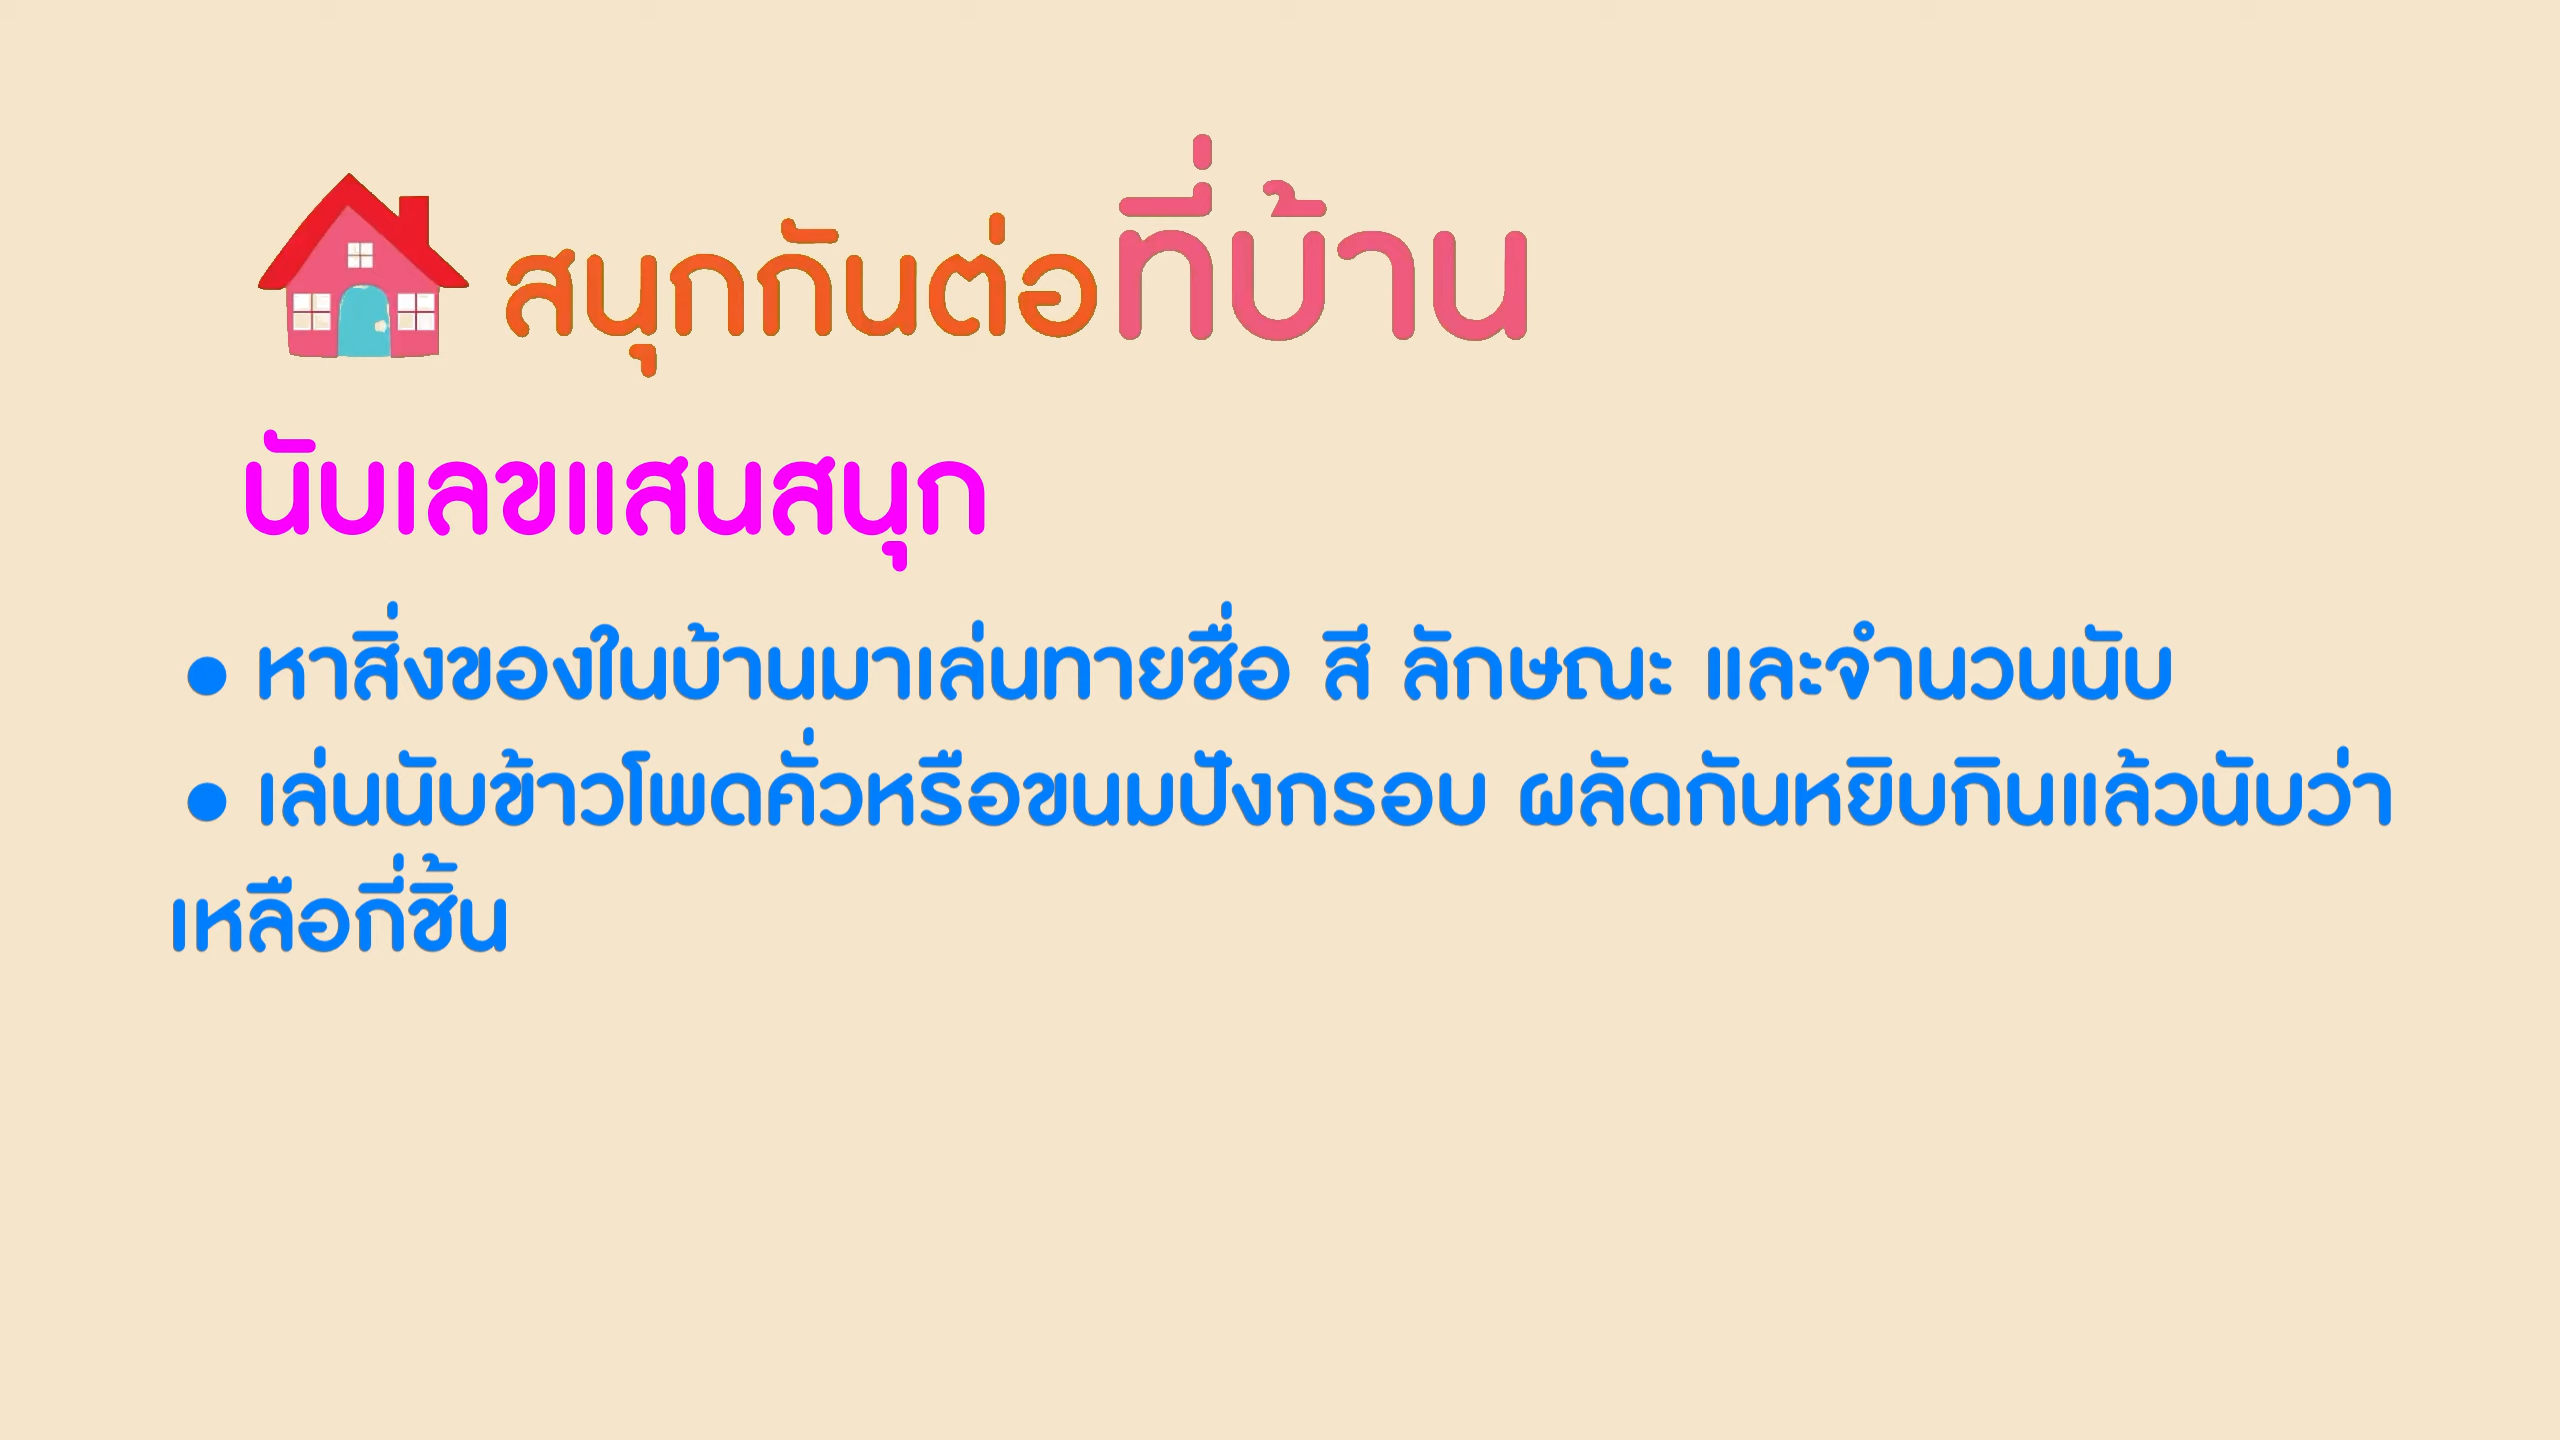 สนุกกันต่อที่บ้าน
นับเลขแสนสนุก
● หาสิ่งของในบ้านมาเล่นทายชื่อ สี ลักษณะ และจำนวนนับ
● เล่นนับข้าวโพดคั่วหรือขนมปังกรอบ ผลัดกันหยิบกินแล้วนับว่า
เหลือกี่ชิ้น